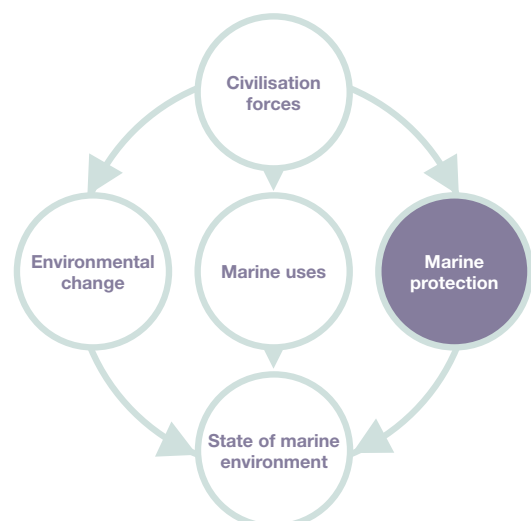 Civilisation
forces
Environmental
change
Marine uses
Marine
protection
State of marine
environment